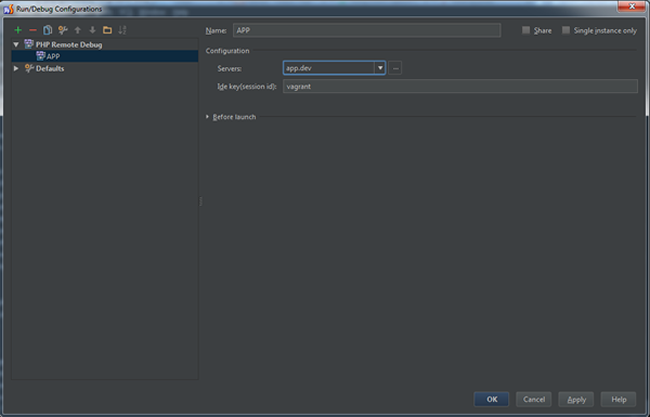 Run/Debug Configurations
Name: APP
Share
Single instance only
PHP Remote Debug
APP
Defaults
Configuration
Servers: app.dev ...
Ide key(session id): vagrant
Before launch
OK Cancel Apply Help